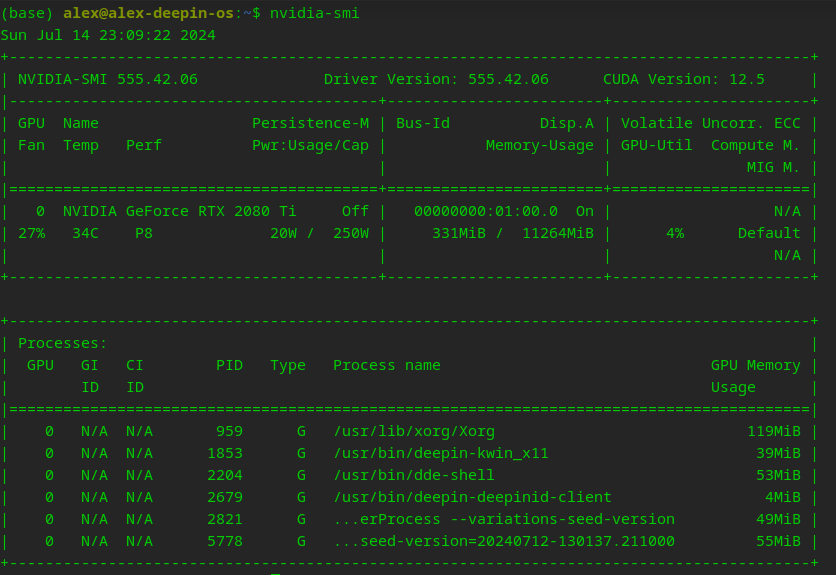 (base) alex@alex-deepin-os:~$ nvidia-smi
Sun Jul 14 23:09:22 2024
+-----------------------------------------------------------------------------------------+
| NVIDIA-SMI 555.42.06              Driver Version: 555.42.06      CUDA Version: 12.5     |
|-----------------------------------------+------------------------+----------------------+
| GPU  Name                 Persistence-M | Bus-Id          Disp.A | Volatile Uncorr. ECC |
| Fan  Temp   Perf          Pwr:Usage/Cap |           Memory-Usage | GPU-Util  Compute M. |
|                                         |                        |               MIG M. |
|=========================================+========================+======================|
|   0  NVIDIA GeForce RTX 2080 Ti     Off |   00000000:01:00.0  On |                  N/A |
| 27%   34C    P8             20W /  250W |     331MiB /  11264MiB |      4%      Default |
|                                         |                        |                  N/A |
+-----------------------------------------+------------------------+----------------------+
+-----------------------------------------------------------------------------------------+
| Processes:                                                                              |
|  GPU   GI   CI        PID   Type   Process name                              GPU Memory |
|        ID   ID                                                               Usage      |
|=========================================================================================|
|    0   N/A  N/A       959      G   /usr/lib/xorg/Xorg                            119MiB |
|    0   N/A  N/A      1853      G   /usr/bin/deepin-kwin_x11                       39MiB |
|    0   N/A  N/A      2204      G   /usr/bin/dde-shell                             53MiB |
|    0   N/A  N/A      2679      G   /usr/bin/deepin-deepinid-client                 4MiB |
|    0   N/A  N/A      2821      G   ...erProcess --variations-seed-version         49MiB |
|    0   N/A  N/A      5778      G   ...seed-version=20240712-130137.211000         55MiB |
+-----------------------------------------------------------------------------------------+